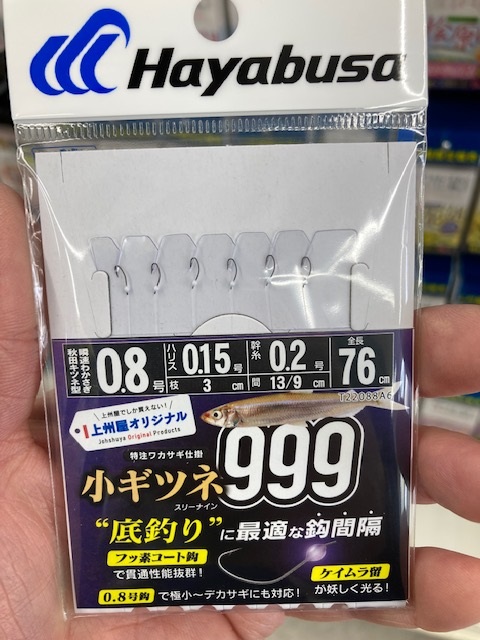 Hayabusa
瞬速わかさぎ
秋田キツネ型
0.8号
ハリス 0.15号
枝 3 cm
幹糸 0.2号
間 13/9 cm
全長
76cm
T22088A6
上州屋でしか買えない!
上州屋オリジナル
Johshuya Original Products
特注ワカサギ仕掛
小ギツネ999
スリーナイン
“底釣り”に最適な鈎間隔
フッ素コート鈎
で貫通性能抜群!
ケイムラ留
が妖しく光る!
0.8号鈎で極小~デカサギにも対応!